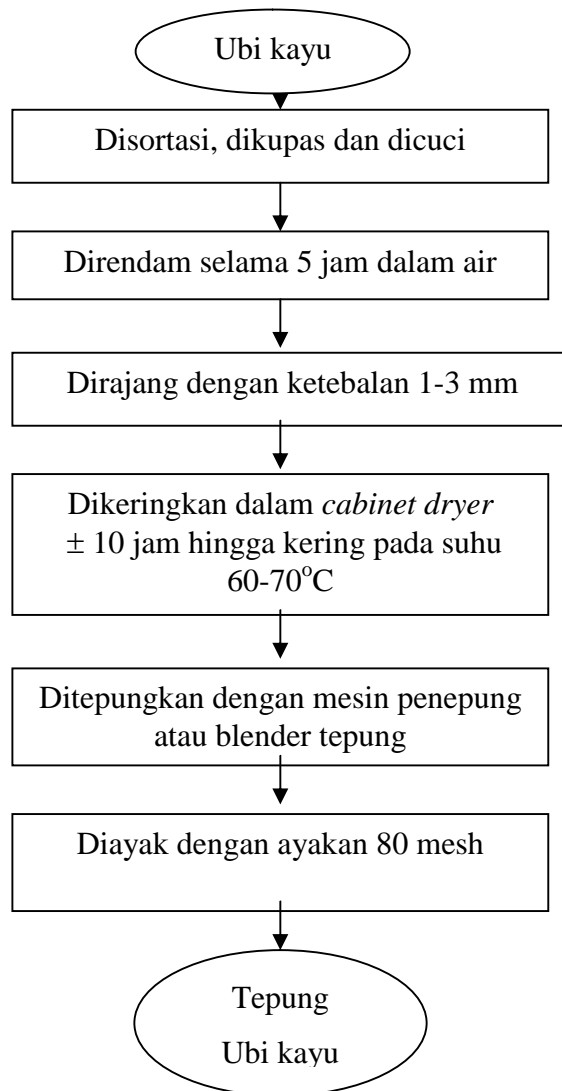 Ubi kayu
Disortasi, dikupas dan dicuci
Direndam selama 5 jam dalam air
Dirajang dengan ketebalan 1-3 mm
Dikeringkan dalam cabinet dryer
± 10 jam hingga kering pada suhu
60-70°C
Ditepungkan dengan mesin penepung
atau blender tepung
Diayak dengan ayakan 80 mesh
Tepung
Ubi kayu